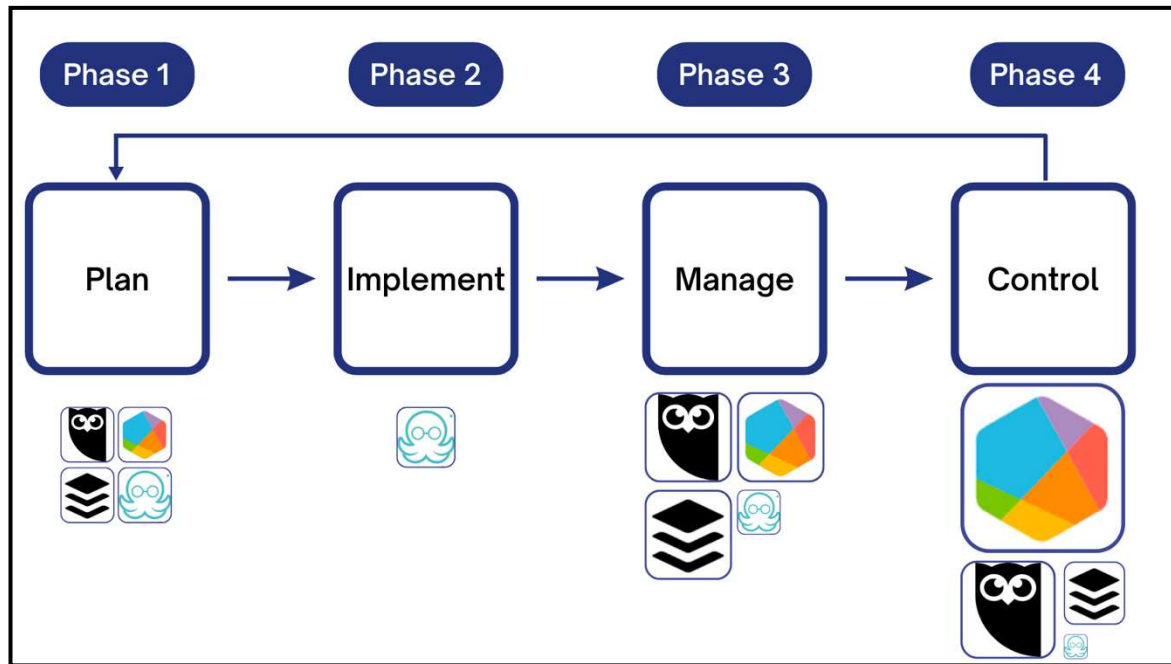 Phase 1
Phase 2
Phase 3
Phase 4
Plan
Implement
Manage
Control